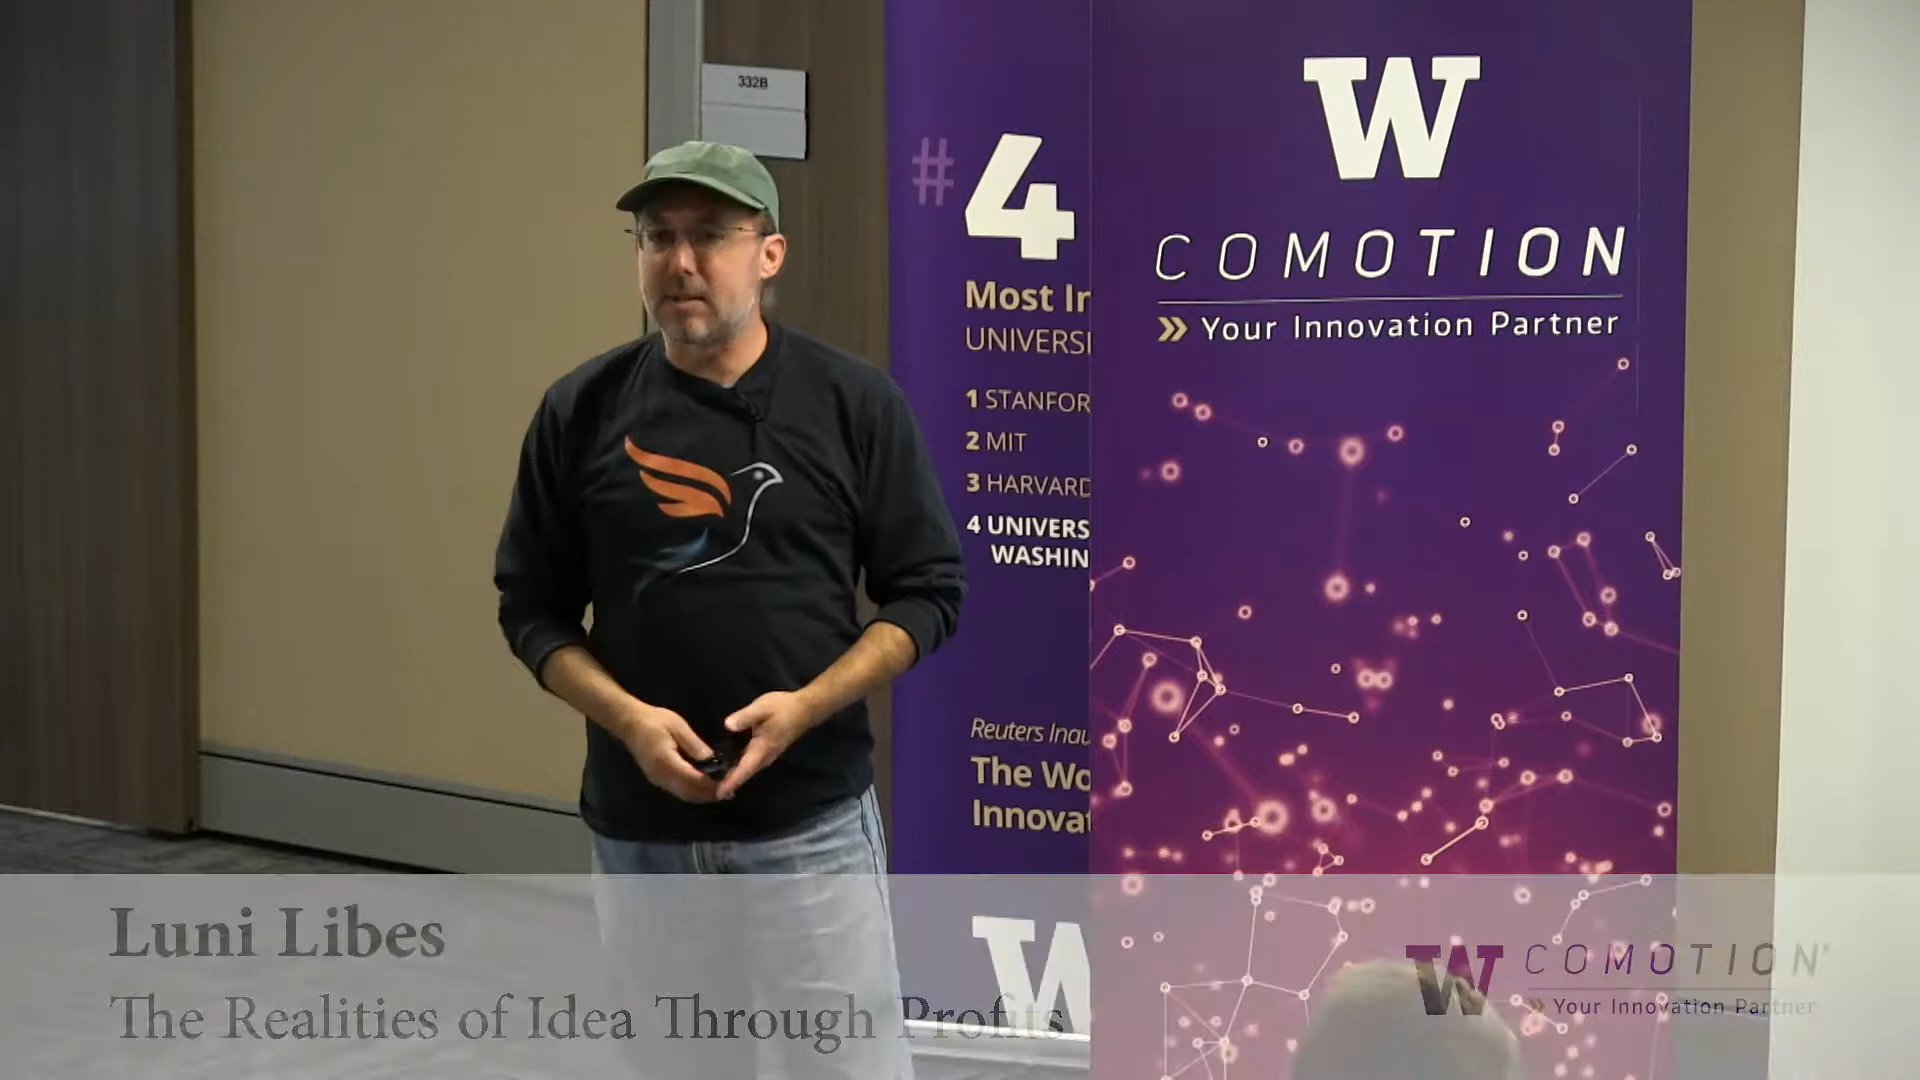 332B
#4
Most In
UNIVERSI
1 STANFOR
2 MIT
3 HARVARD
4 UNIVERS
WASHIN
Reuters Inau
The Wo
Innovat
W
W
COMOTION
» Your Innovation Partner
Luni Libes
The Realities of Idea Through Profits
W COMOTION®
» Your Innovation Partner